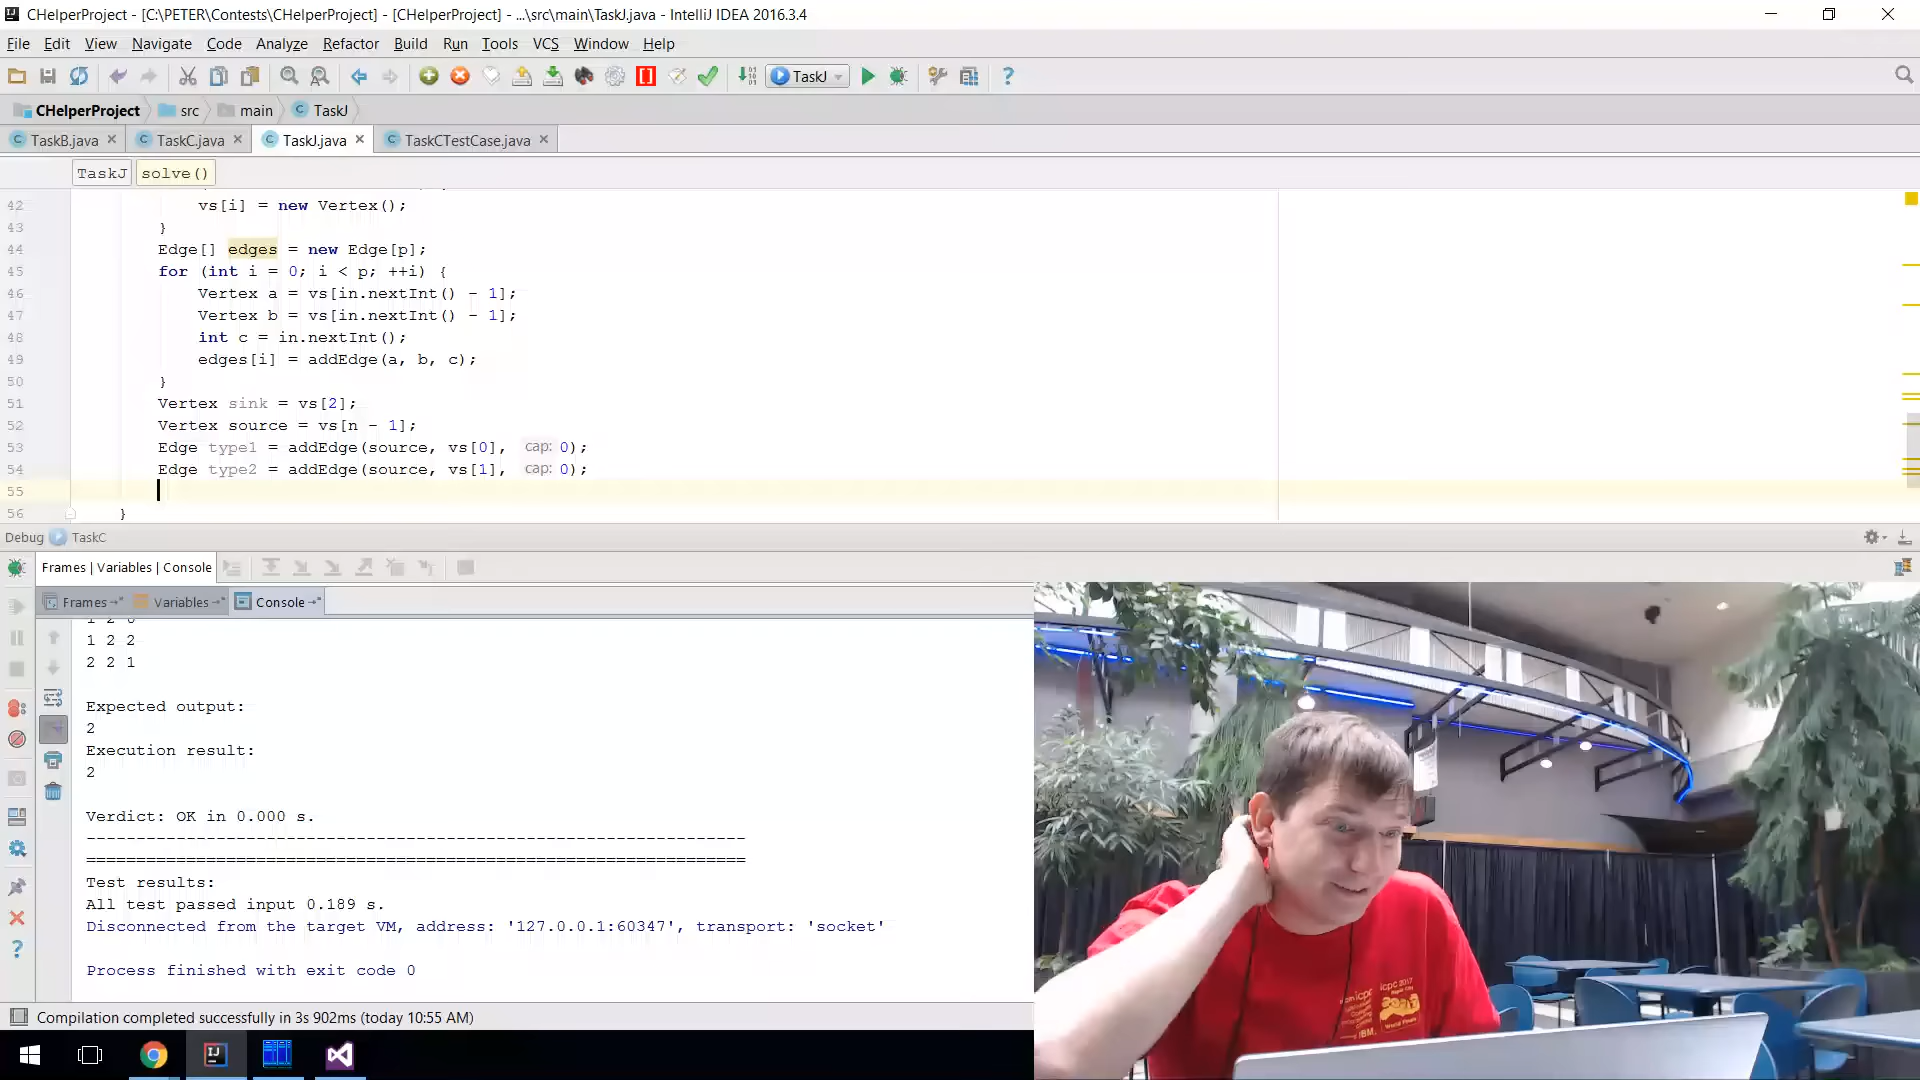 CHelperProject - [C:\PETER\Contests\CHelperProject] - [CHelperProject] - ...\src\main\TaskJ.java - IntelliJ IDEA 2016.3.4
File Edit View Navigate Code Analyze Refactor Build Run Tools VCS Window Help
TaskJ
CHelperProject src main TaskJ
TaskB.java TaskC.java TaskJ.java TaskCTestCase.java
TaskJ solve()
42 vs[i] = new Vertex();
43 }
44 Edge[] edges = new Edge[p];
45 for (int i = 0; i < p; ++i) {
46 Vertex a = vs[in.nextInt() - 1];
47 Vertex b = vs[in.nextInt() - 1];
48 int c = in.nextInt();
49 edges[i] = addEdge(a, b, c);
50 }
51 Vertex sink = vs[2];
52 Vertex source = vs[n - 1];
53 Edge type1 = addEdge(source, vs[0], cap: 0);
54 Edge type2 = addEdge(source, vs[1], cap: 0);
55
56 }
Debug TaskC
Frames | Variables | Console
Frames Variables Console
1 2 2
2 2 1
Expected output:
2
Execution result:
2
Verdict: OK in 0.000 s.
------------------------------------------------------------------
==================================================================
Test results:
All test passed input 0.189 s.
Disconnected from the target VM, address: '127.0.0.1:60347', transport: 'socket'
Process finished with exit code 0
Compilation completed successfully in 3s 902ms (today 10:55 AM)
icpc 2017
icpc
IBM.
World Finals